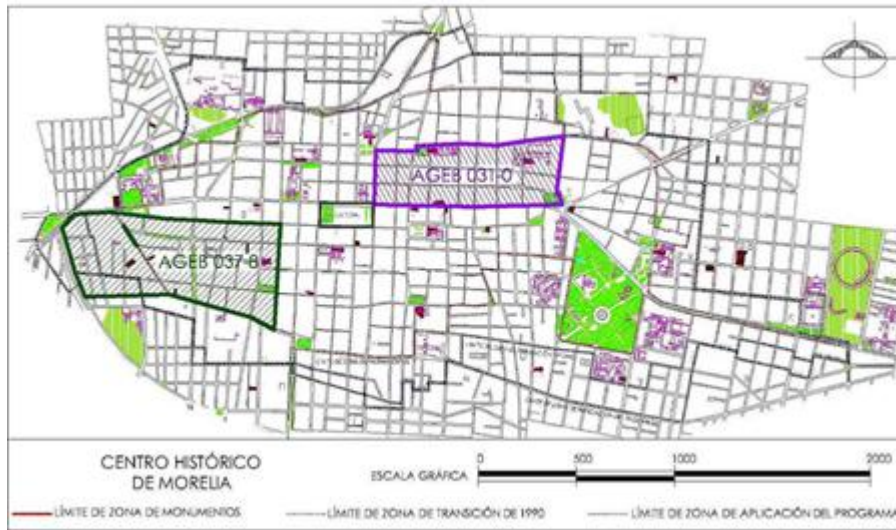 AGEB 031-0
AGEB 037-8
CENTRO HISTÓRICO
DE MORELIA
ESCALA GRÁFICA
0 500 1000 2000
LÍMITE DE ZONA DE MONUMENTOS
LÍMITE DE ZONA DE TRANSICIÓN DE 1990
LÍMITE DE ZONA DE APLICACIÓN DEL PROGRAMA